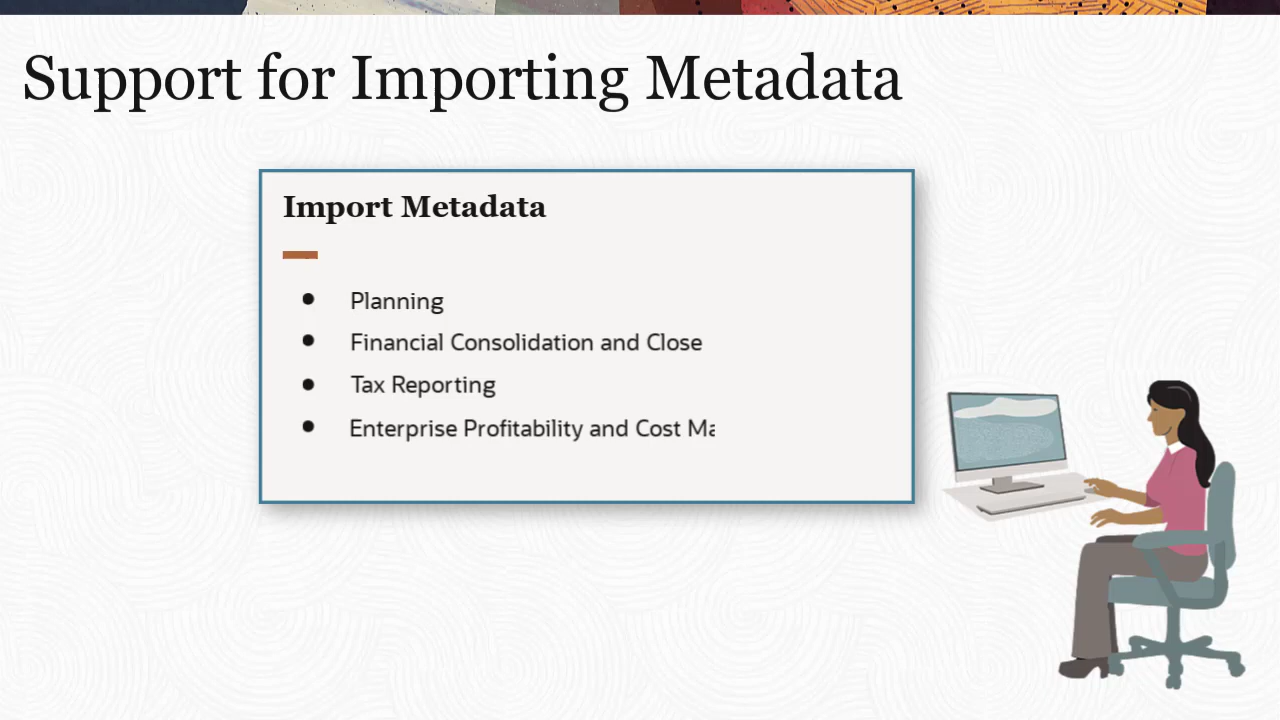 Support for Importing Metadata
Import Metadata
Planning
Financial Consolidation and Close
Tax Reporting
Enterprise Profitability and Cost Ma